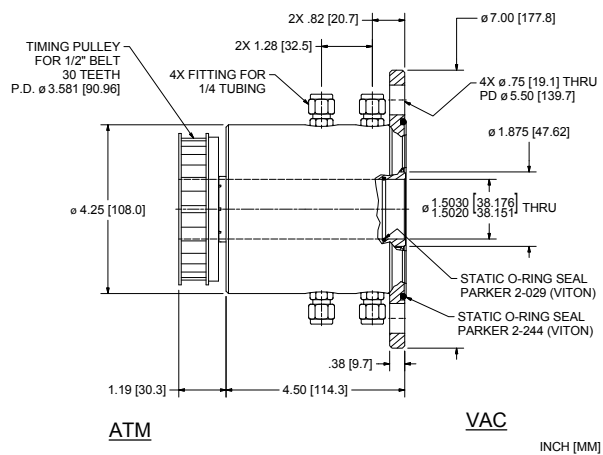 2X .82 [20.7]
ø 7.00 [177.8]
2X 1.28 [32.5]
TIMING PULLEY
FOR 1/2" BELT
30 TEETH
P.D. ø 3.581 [90.96]
4X FITTING FOR
1/4 TUBING
4X ø .75 [19.1] THRU
PD ø 5.50 [139.7]
ø 1.875 [47.62]
ø 4.25 [108.0]
ø 1.5030 [38.176] THRU
1.5020 [38.151]
STATIC O-RING SEAL
PARKER 2-029 (VITON)
STATIC O-RING SEAL
PARKER 2-244 (VITON)
.38 [9.7]
1.19 [30.3]
4.50 [114.3]
ATM
VAC
INCH [MM]